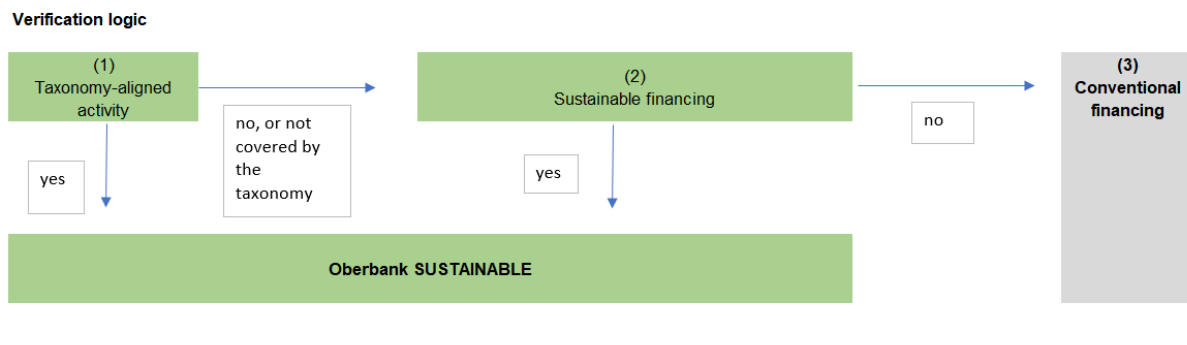 Verification logic
(1)
Taxonomy-aligned
activity
no, or not
covered by
the
taxonomy
yes
(2)
Sustainable financing
yes
no
(3)
Conventional
financing
Oberbank SUSTAINABLE